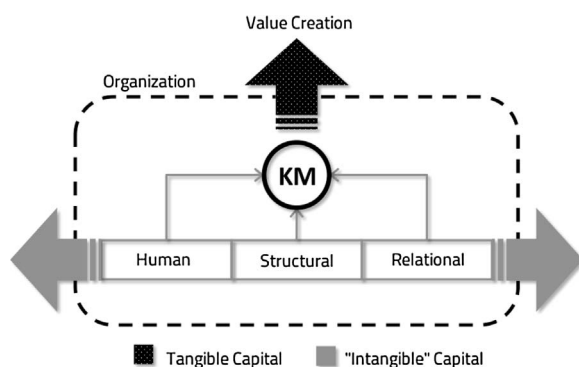 Value Creation
Organization
KM
Human Structural Relational
Tangible Capital "Intangible" Capital